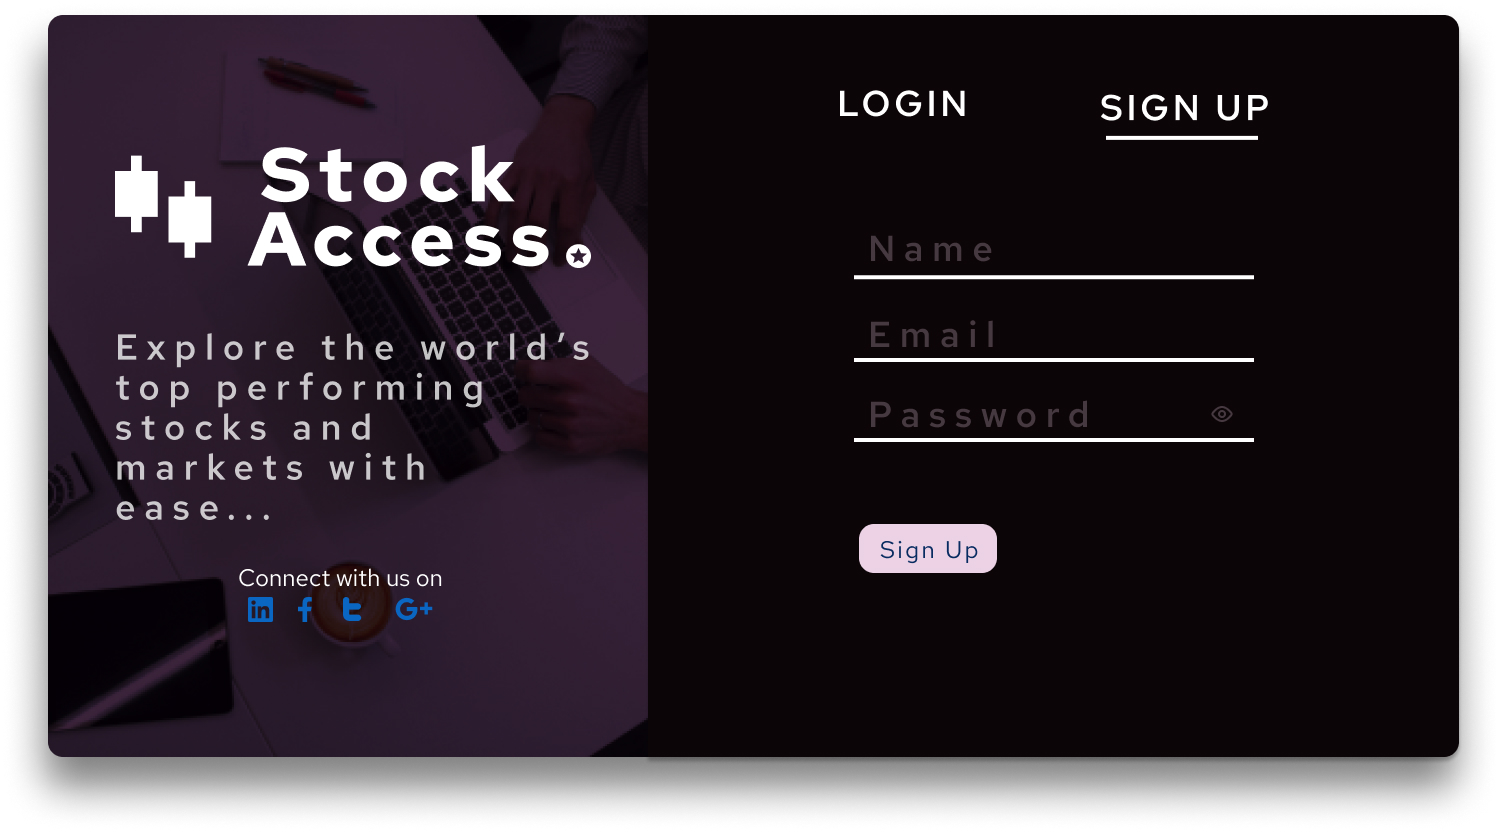 Stock
Access.
Explore the world’s
top performing
stocks and
markets with
ease...
Connect with us on
in f t G+
LOGIN
SIGN UP
Name
Email
Password
Sign Up